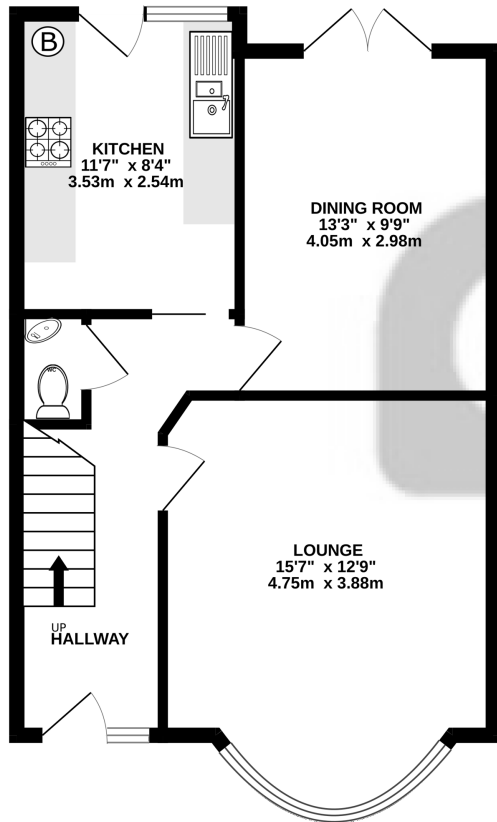 B
KITCHEN
11'7" x 8'4"
3.53m x 2.54m
DINING ROOM
13'3" x 9'9"
4.05m x 2.98m
WC
LOUNGE
15'7" x 12'9"
4.75m x 3.88m
UP
HALLWAY